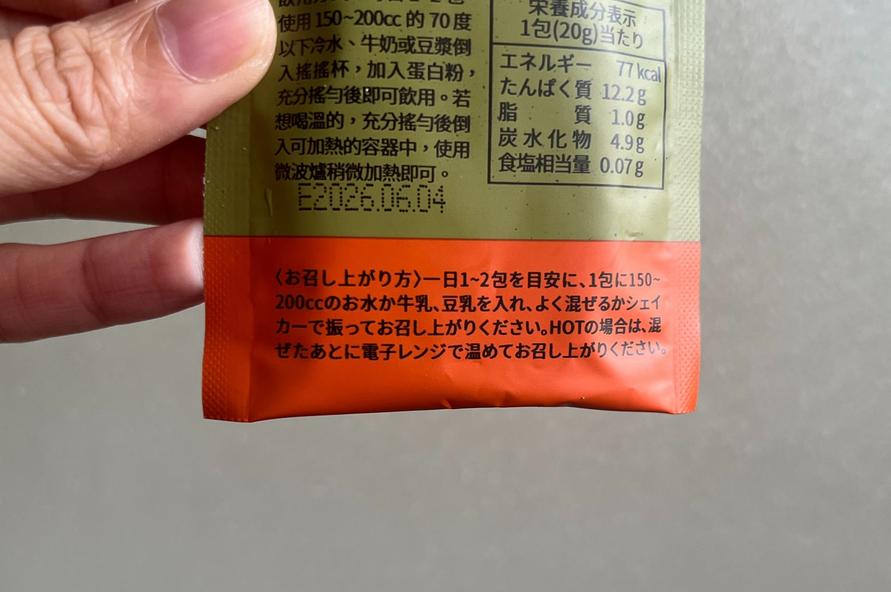 使用 150~200cc 的 70 度
以下冷水、牛奶或豆漿倒
入搖搖杯，加入蛋白粉，
充分搖勻後即可飲用。若
想喝溫的，充分搖勻後倒
入可加熱的容器中，使用
微波爐稍微加熱即可。
E2026.06.04
栄養成分表示
1包(20g)当たり
エネルギー 77kcal
たんぱく質 12.2g
脂質 1.0g
炭水化物 4.9g
食塩相当量 0.07g
〈お召し上がり方〉一日1~2包を目安に、1包に150~
200ccのお水か牛乳、豆乳を入れ、よく混ぜるかシェイ
カーで振ってお召し上がりください。HOTの場合は、混
ぜたあとに電子レンジで温めてお召し上がりください。